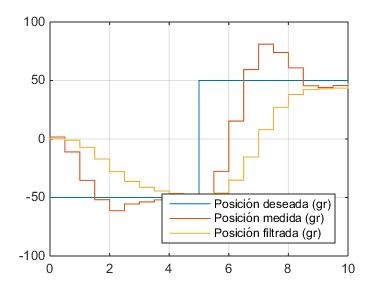 100
50
0
-50
-100
0 2 4 6 8 10
Posición deseada (gr)
Posición medida (gr)
Posición filtrada (gr)